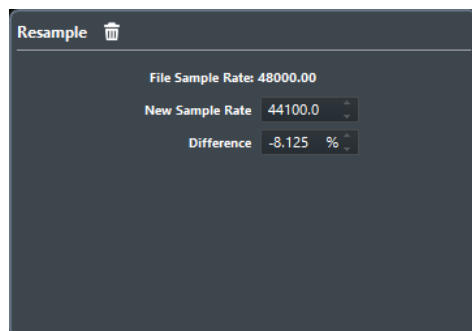 Resample
File Sample Rate: 48000.00
New Sample Rate 44100.0
Difference -8.125 %